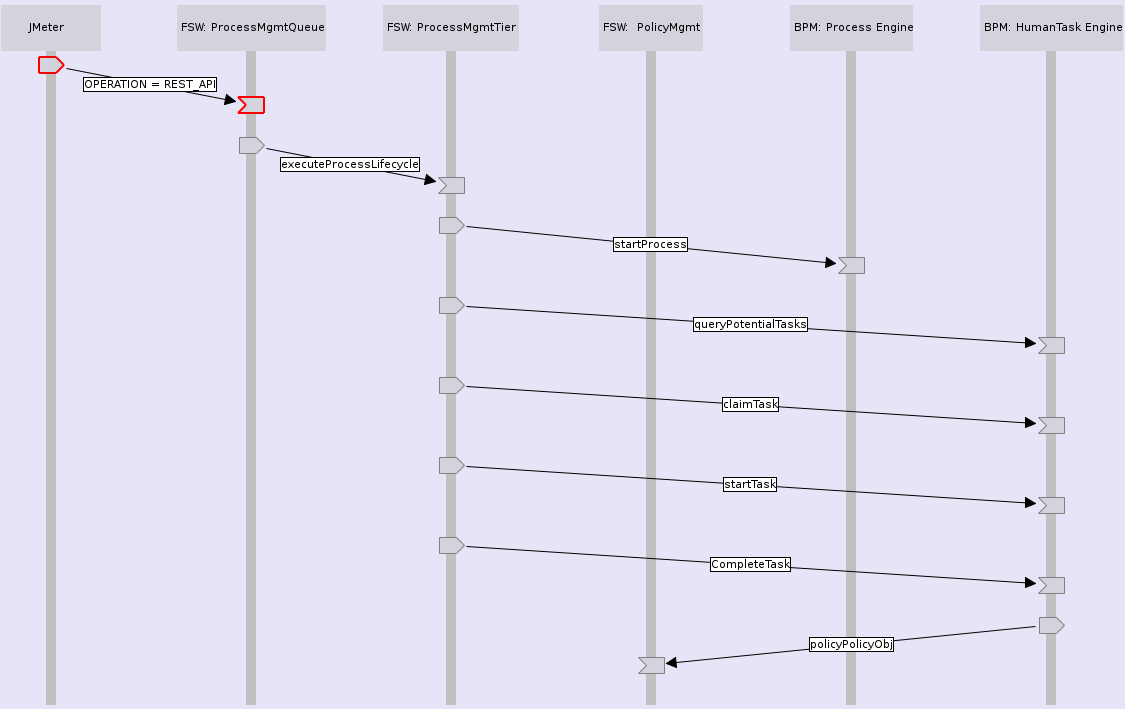 JMeter
FSW: ProcessMgmtQueue
FSW: ProcessMgmtTier
FSW:  PolicyMgmt
BPM: Process Engine
BPM: HumanTask Engine
OPERATION = REST_API
executeProcessLifecycle
startProcess
queryPotentialTasks
claimTask
startTask
CompleteTask
policyPolicyObj